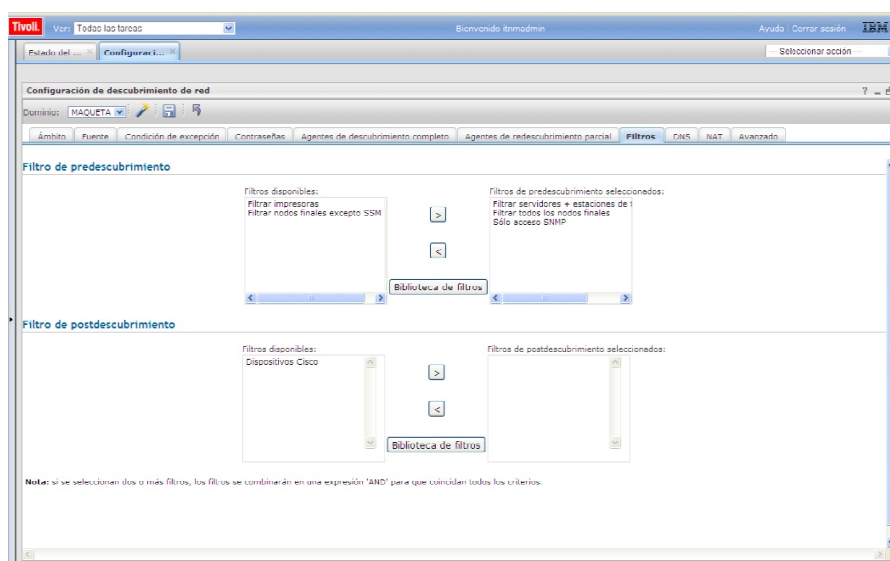 Tivoli. Ver: Todas las tareas Bienvenido itnmadmin Ayuda | Cerrar sesión IBM
Estado del ... Configuraci... -- Seleccionar acción --
Configuración de descubrimiento de red
Dominio: MAQUETA
Ámbito Fuente Condición de excepción Contraseñas Agentes de descubrimiento completo Agentes de redescubrimiento parcial Filtros DNS NAT Avanzado
Filtro de predescubrimiento
Filtros disponibles: Filtros de predescubrimiento seleccionados:
Filtrar impresoras Filtrar servidores + estaciones de t
Filtrar nodos finales excepto SSM Filtrar todos los nodos finales
Sólo acceso SNMP
>
<
Biblioteca de filtros
Filtro de postdescubrimiento
Filtros disponibles: Filtros de postdescubrimiento seleccionados:
Dispositivos Cisco
>
<
Biblioteca de filtros
Nota: si se seleccionan dos o más filtros, los filtros se combinarán en una expresión 'AND' para que coincidan todos los criterios.